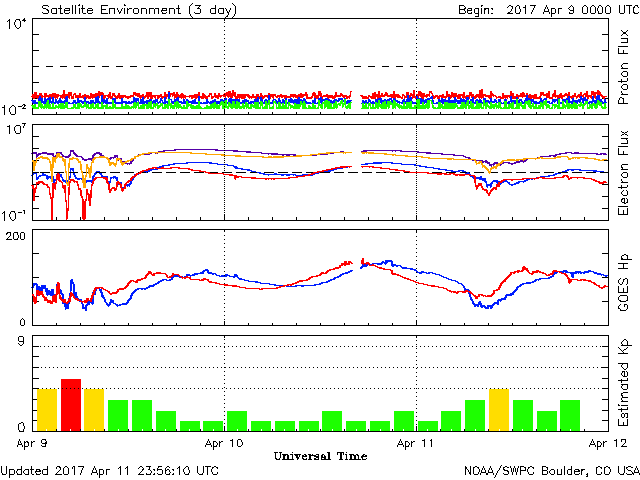 Satellite Environment (3 day) Begin: 2017 Apr 9 0000 UTC
10^4
10^-2
Proton Flux
10^7
10^-1
Electron Flux
200
0
GOES Hp
9
0
Estimated Kp
Apr 9 Apr 10 Apr 11 Apr 12
Universal Time
Updated 2017 Apr 11 23:56:10 UTC NOAA/SWPC Boulder, CO USA